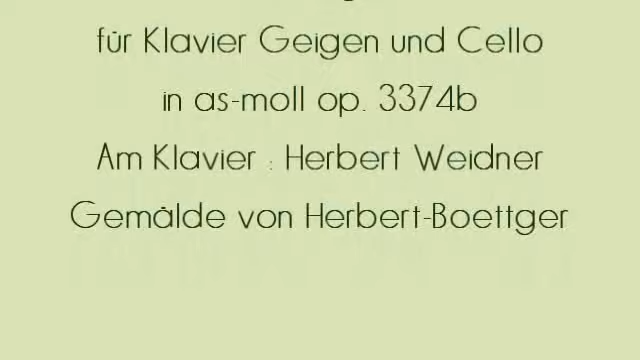 für Klavier Geigen und Cello
in as-moll op. 3374b
Am Klavier : Herbert Weidner
Gemälde von Herbert-Boettger